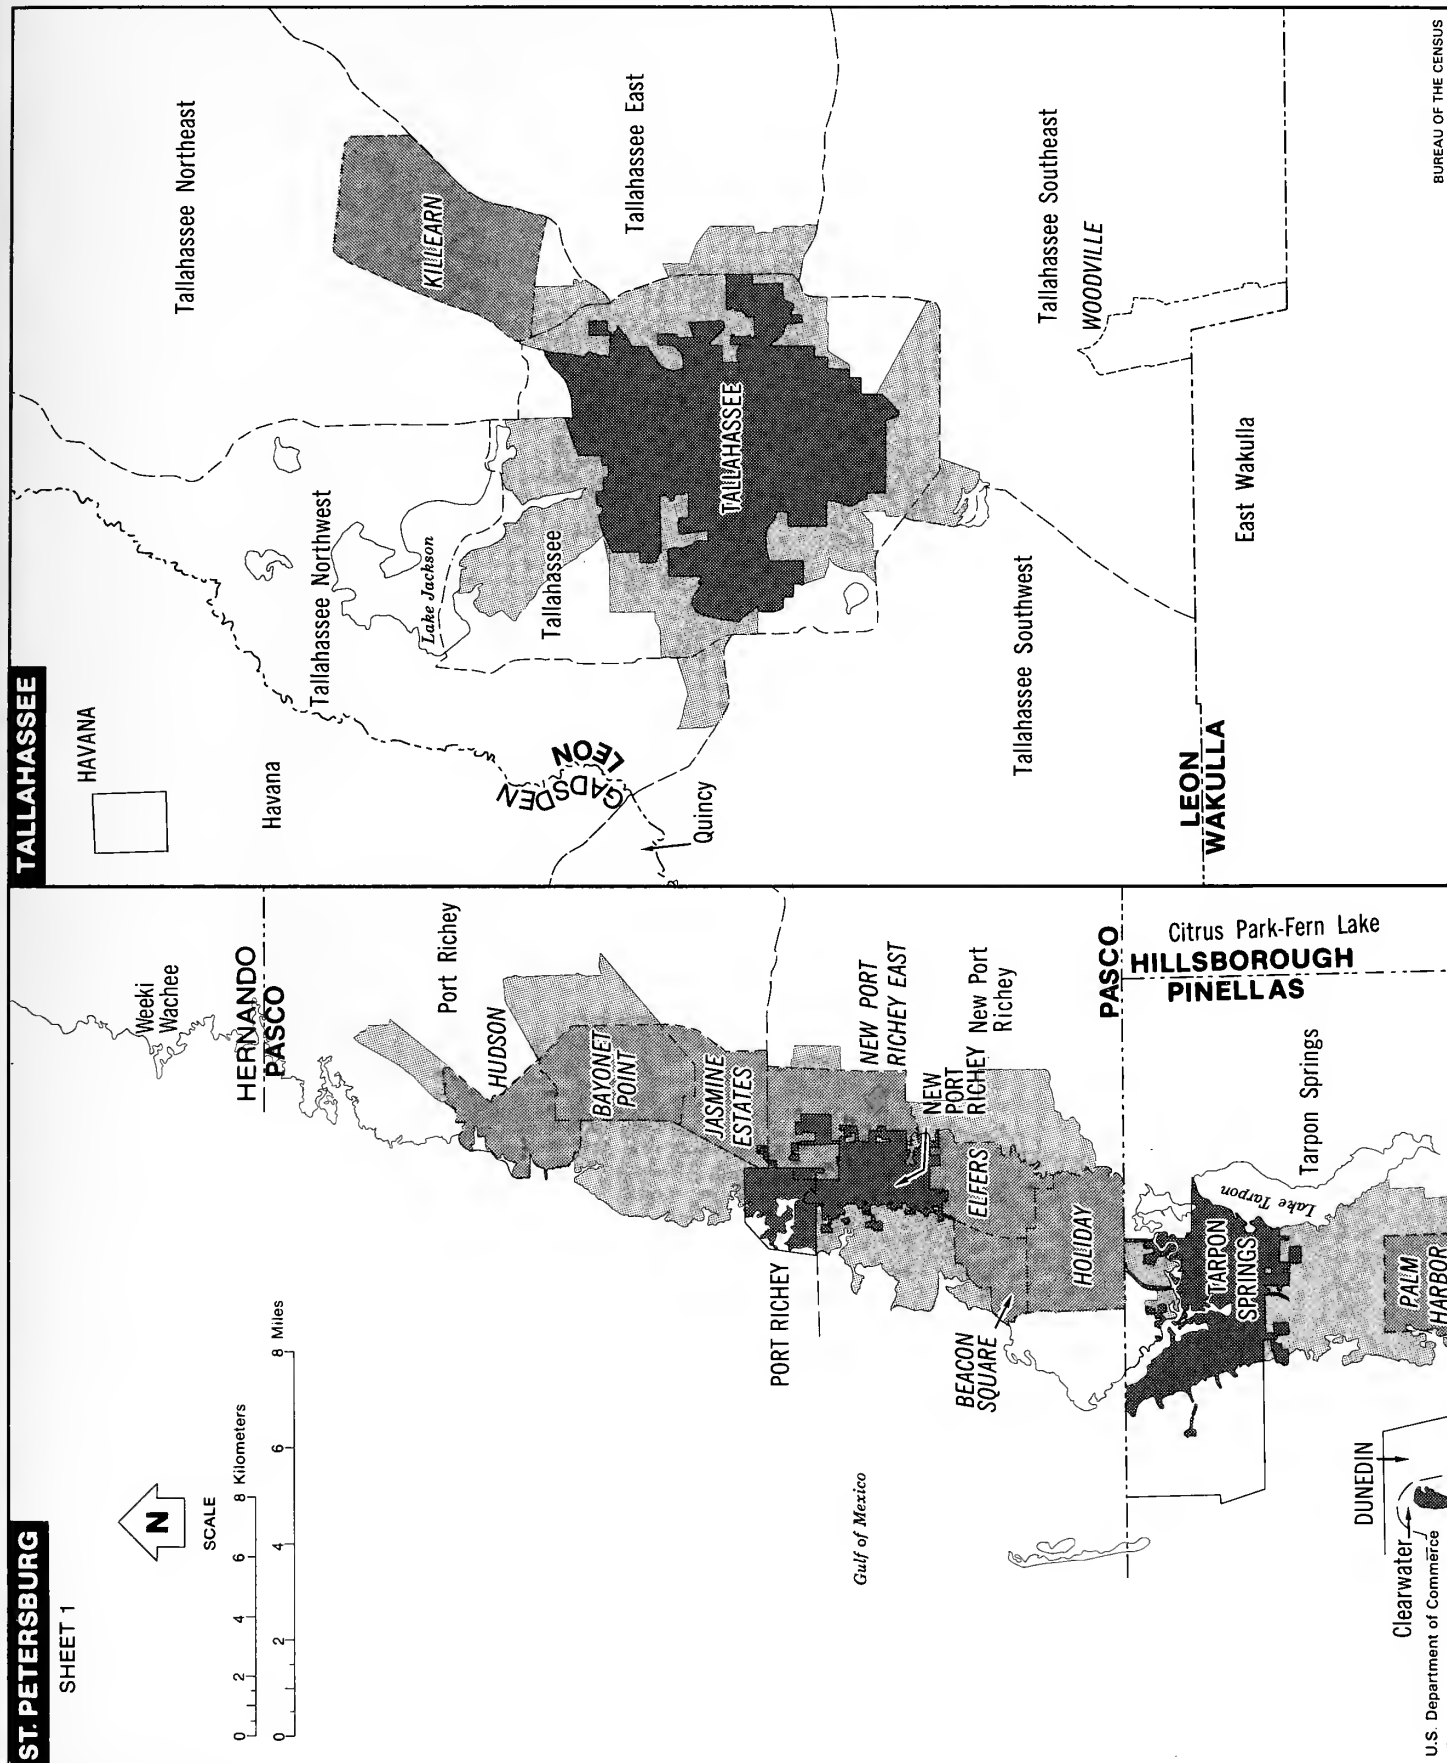 ST. PETERSBURG
SHEET 1
N
SCALE
0 2 4 6 8 Kilometers
0 2 4 6 8 Miles
Weeki
Wachee
HERNANDO
PASCO
Port Richey
HUDSON
BAYONET
POINT
JASMINE
ESTATES
PORT RICHEY
NEW PORT
RICHEY EAST
NEW
PORT
RICHEY
New Port
Richey
ELFERS
BEACON
SQUARE
HOLIDAY
Gulf of Mexico
PASCO
HILLSBOROUGH
PINELLAS
Citrus Park-Fern Lake
Tarpon Springs
Lake Tarpon
TARPON
SPRINGS
PALM
HARBOR
DUNEDIN
Clearwater
U.S. Department of Commerce
TALLAHASSEE
HAVANA
Havana
Tallahassee Northeast
KILLEARN
Tallahassee Northwest
Lake Jackson
Tallahassee
Tallahassee East
GADSDEN
LEON
Quincy
TALLAHASSEE
Tallahassee Southwest
Tallahassee Southeast
WOODVILLE
LEON
WAKULLA
East Wakulla
BUREAU OF THE CENSUS